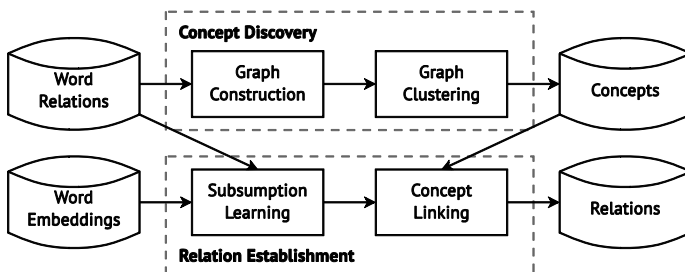 Concept Discovery
Word
Relations
Graph
Construction
Graph
Clustering
Concepts
Word
Embeddings
Subsumption
Learning
Concept
Linking
Relations
Relation Establishment